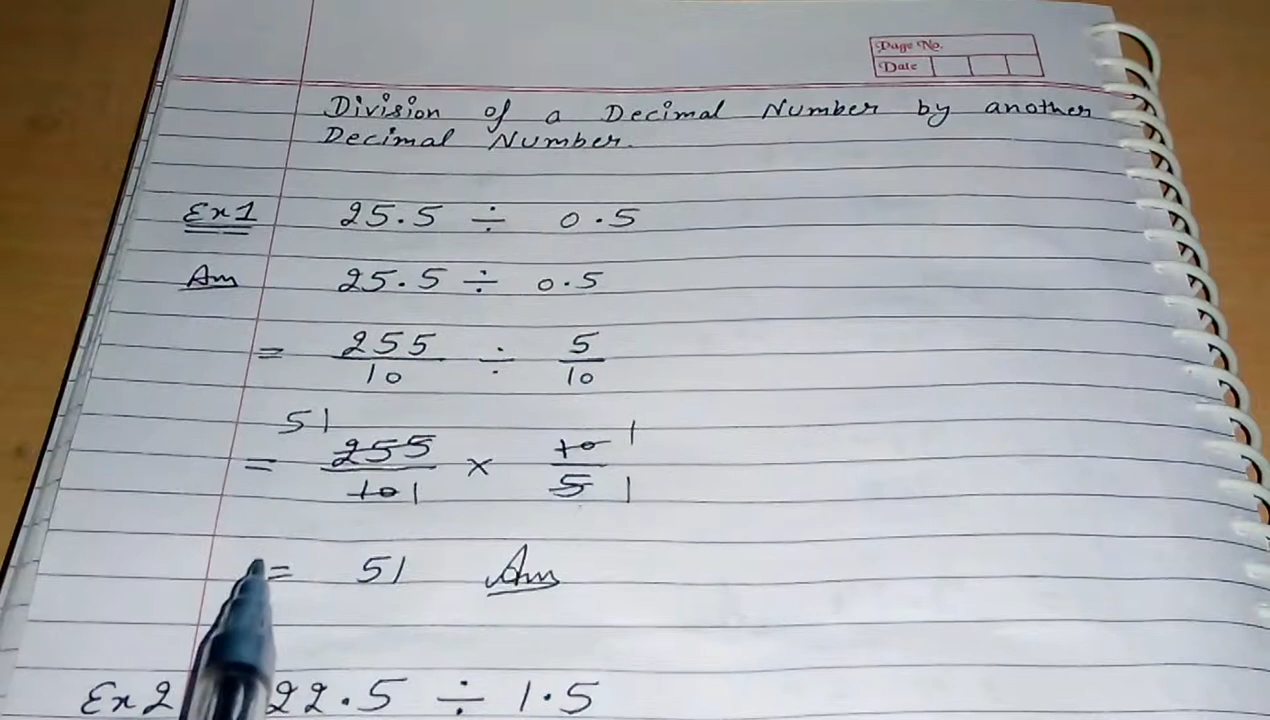 Page No.
Date
Division of a Decimal Number by another
Decimal Number.
Ex1 25.5 ÷ 0.5
Ans 25.5 ÷ 0.5
= 255/10 ÷ 5/10
51
= 255/10 1 × 10/5 1 1
= 51 Ans
Ex2 22.5 ÷ 1.5